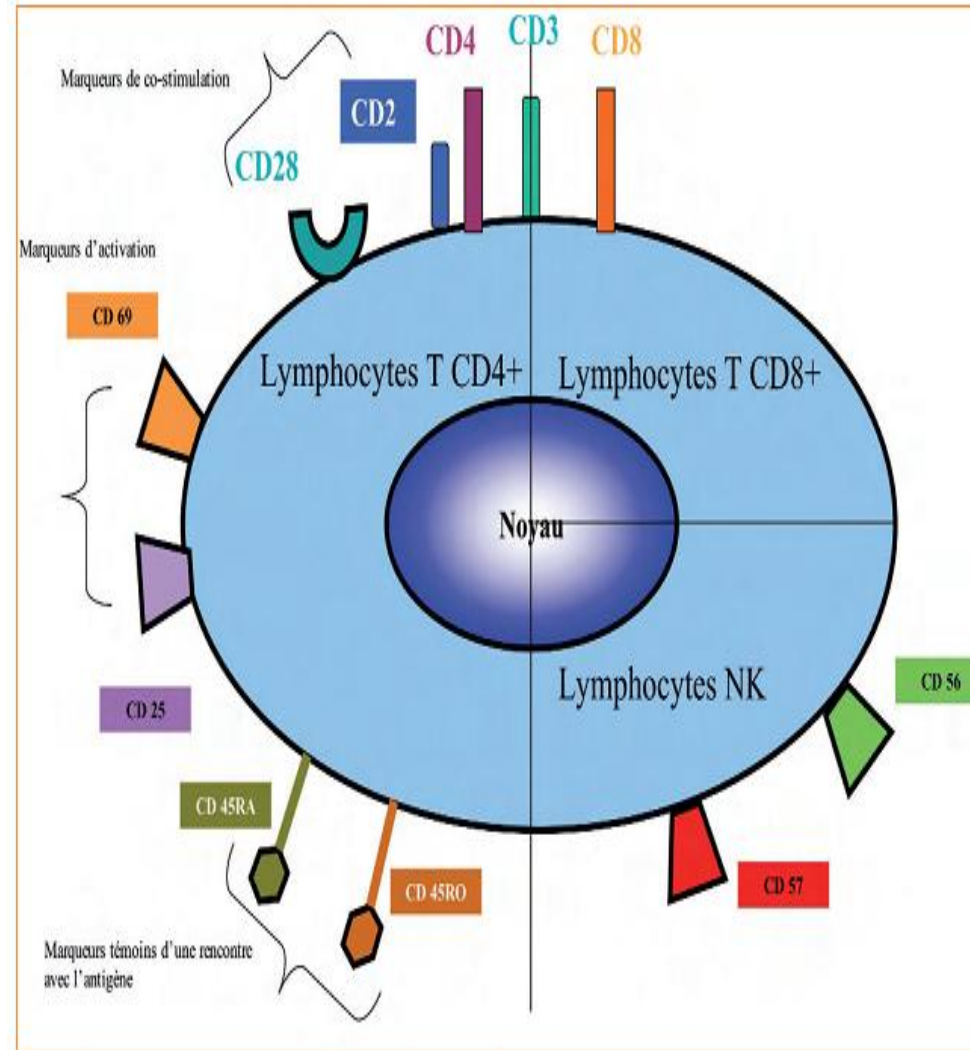 CD4
CD3
CD8
Marqueurs de co-stimulation
CD2
CD28
Marqueurs d'activation
CD 69
Lymphocytes T CD4+
Lymphocytes T CD8+
Noyau
Lymphocytes NK
CD 56
CD 25
CD 45RA
CD 45RO
CD 57
Marqueurs témoins d'une rencontre
avec l'antigène